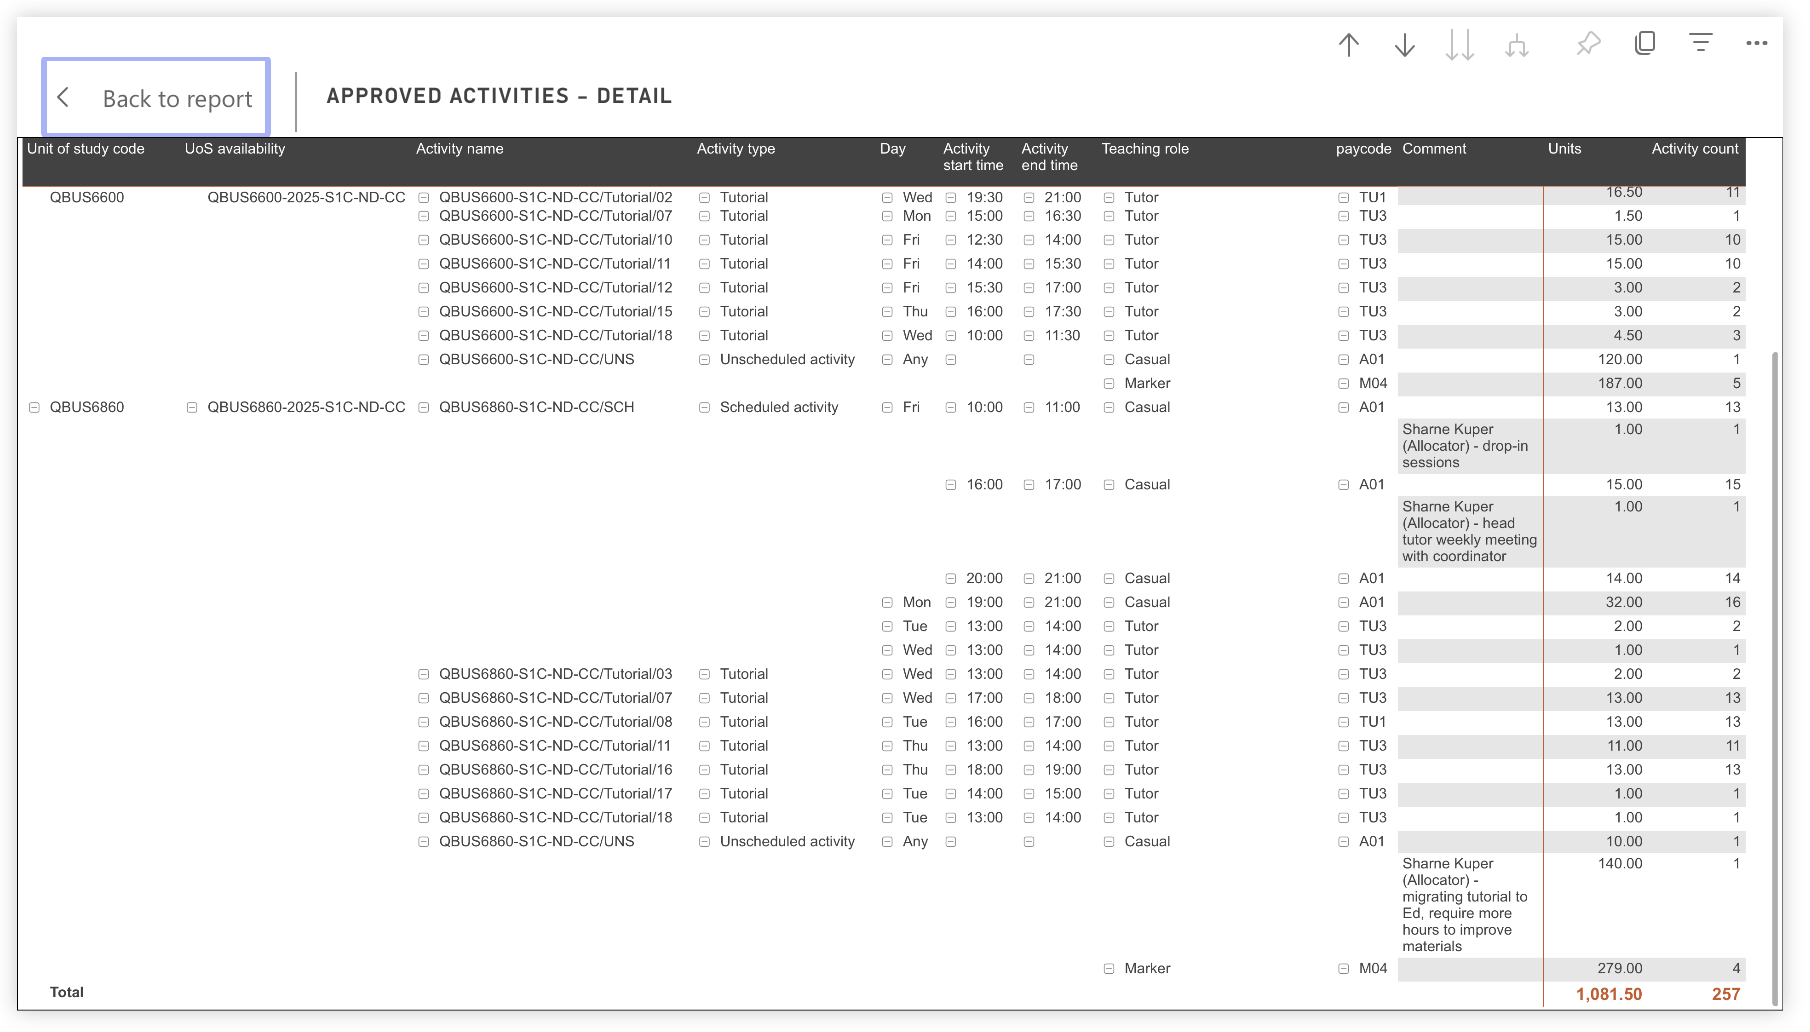 Back to report
APPROVED ACTIVITIES – DETAIL
Unit of study code UoS availability Activity name Activity type Day Activity start time Activity end time Teaching role paycode Comment Units Activity count
QBUS6600 QBUS6600-2025-S1C-ND-CC QBUS6600-S1C-ND-CC/Tutorial/02 Tutorial Wed 19:30 21:00 Tutor TU1 16.50 11
QBUS6600-S1C-ND-CC/Tutorial/07 Tutorial Mon 15:00 16:30 Tutor TU3 1.50 1
QBUS6600-S1C-ND-CC/Tutorial/10 Tutorial Fri 12:30 14:00 Tutor TU3 15.00 10
QBUS6600-S1C-ND-CC/Tutorial/11 Tutorial Fri 14:00 15:30 Tutor TU3 15.00 10
QBUS6600-S1C-ND-CC/Tutorial/12 Tutorial Fri 15:30 17:00 Tutor TU3 3.00 2
QBUS6600-S1C-ND-CC/Tutorial/15 Tutorial Thu 16:00 17:30 Tutor TU3 3.00 2
QBUS6600-S1C-ND-CC/Tutorial/18 Tutorial Wed 10:00 11:30 Tutor TU3 4.50 3
QBUS6600-S1C-ND-CC/UNS Unscheduled activity Any Casual A01 120.00 1
Marker M04 187.00 5
QBUS6860 QBUS6860-2025-S1C-ND-CC QBUS6860-S1C-ND-CC/SCH Scheduled activity Fri 10:00 11:00 Casual A01 13.00 13
Sharne Kuper 1.00 1
(Allocator) - drop-in
sessions
16:00 17:00 Casual A01 15.00 15
Sharne Kuper 1.00 1
(Allocator) - head
tutor weekly meeting
with coordinator
20:00 21:00 Casual A01 14.00 14
Mon 19:00 21:00 Casual A01 32.00 16
Tue 13:00 14:00 Tutor TU3 2.00 2
Wed 13:00 14:00 Tutor TU3 1.00 1
QBUS6860-S1C-ND-CC/Tutorial/03 Tutorial Wed 13:00 14:00 Tutor TU3 2.00 2
QBUS6860-S1C-ND-CC/Tutorial/07 Tutorial Wed 17:00 18:00 Tutor TU3 13.00 13
QBUS6860-S1C-ND-CC/Tutorial/08 Tutorial Tue 16:00 17:00 Tutor TU1 13.00 13
QBUS6860-S1C-ND-CC/Tutorial/11 Tutorial Thu 13:00 14:00 Tutor TU3 11.00 11
QBUS6860-S1C-ND-CC/Tutorial/16 Tutorial Thu 18:00 19:00 Tutor TU3 13.00 13
QBUS6860-S1C-ND-CC/Tutorial/17 Tutorial Tue 14:00 15:00 Tutor TU3 1.00 1
QBUS6860-S1C-ND-CC/Tutorial/18 Tutorial Tue 13:00 14:00 Tutor TU3 1.00 1
QBUS6860-S1C-ND-CC/UNS Unscheduled activity Any Casual A01 10.00 1
Sharne Kuper 140.00 1
(Allocator) -
migrating tutorial to
Ed, require more
hours to improve
materials
Marker M04 279.00 4
Total 1,081.50 257